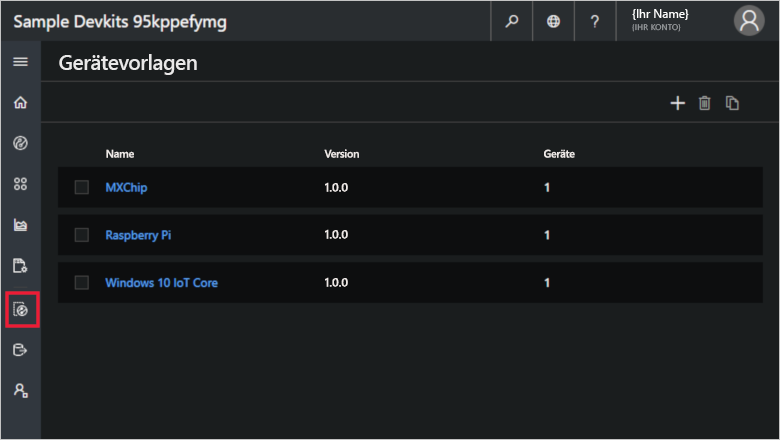 Sample Devkits 95kppefymg
?
{Ihr Name}
(IHR KONTO)
Gerätevorlagen
Name Version Geräte
MXChip 1.0.0 1
Raspberry Pi 1.0.0 1
Windows 10 IoT Core 1.0.0 1